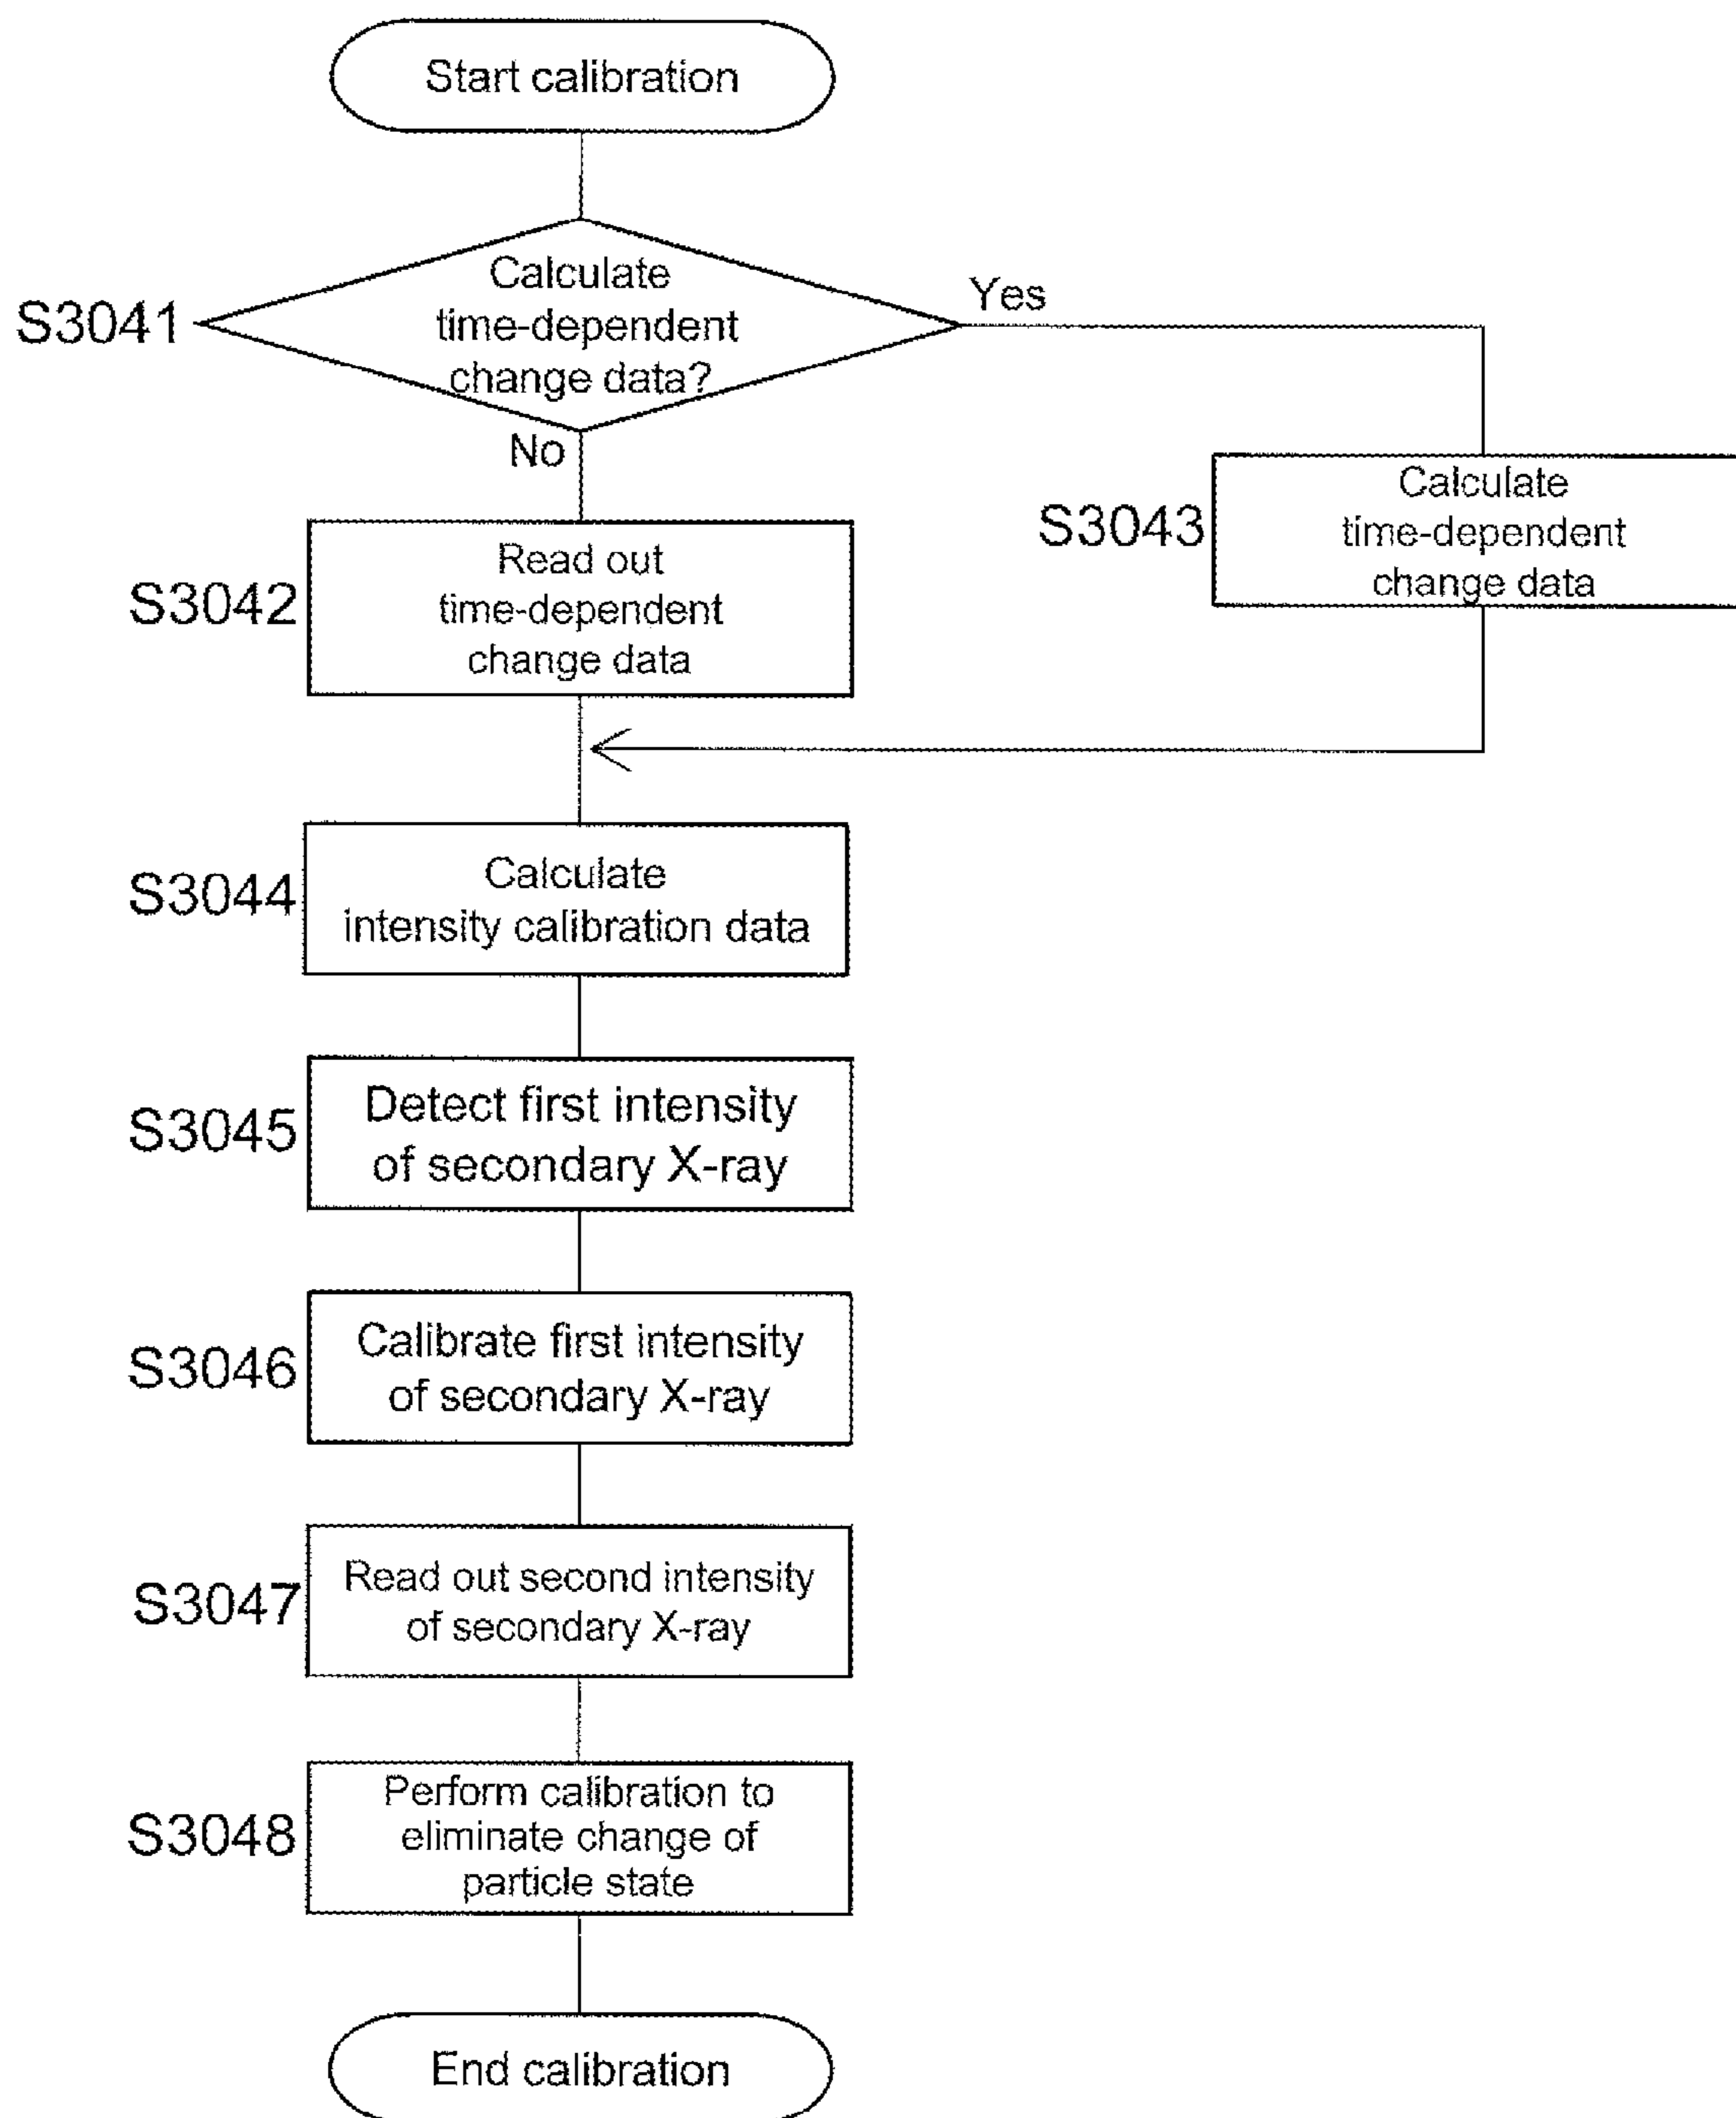 Start calibration
S3041
Calculate
time-dependent
change data?
Yes
No
S3042
Read out
time-dependent
change data
S3043
Calculate
time-dependent
change data
S3044
Calculate
intensity calibration data
S3045
Detect first intensity
of secondary X-ray
S3046
Calibrate first intensity
of secondary X-ray
S3047
Read out second intensity
of secondary X-ray
S3048
Perform calibration to
eliminate change of
particle state
End calibration